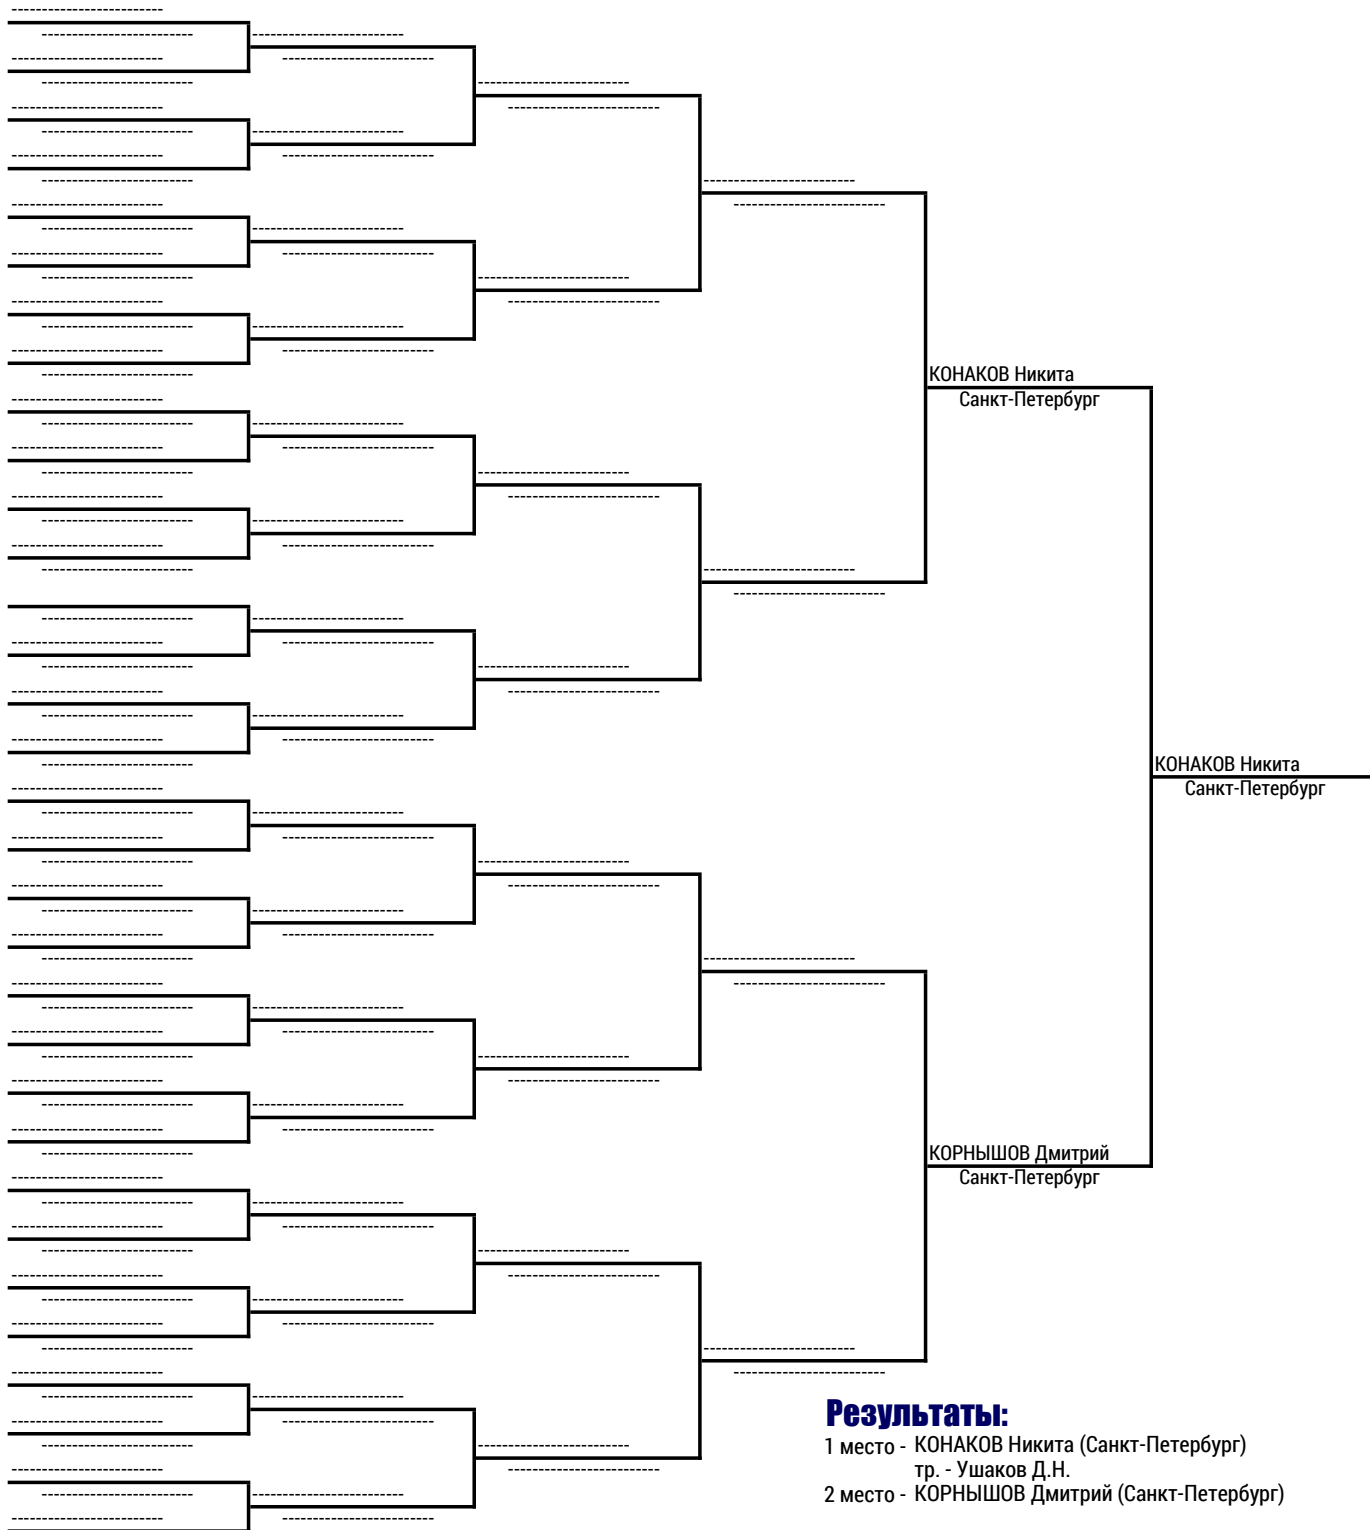 КОНАКОВ Никита
Санкт-Петербург
КОНАКОВ Никита
Санкт-Петербург
КОРНЫШОВ Дмитрий
Санкт-Петербург
Результаты:
1 место - КОНАКОВ Никита (Санкт-Петербург)
тр. - Ушаков Д.Н.
2 место - КОРНЫШОВ Дмитрий (Санкт-Петербург)